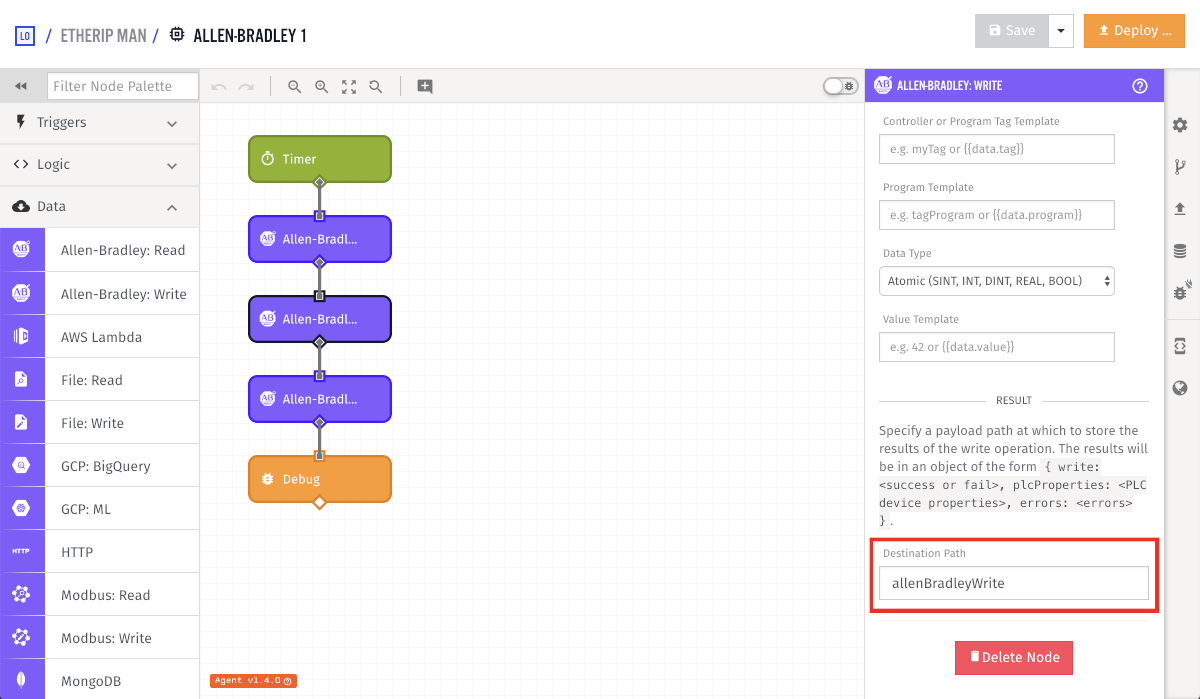 LO / ETHERIP MAN / ALLEN-BRADLEY 1
Save
Deploy ...
Filter Node Palette
Triggers
Logic
Data
Allen-Bradley: Read
Allen-Bradley: Write
AWS Lambda
File: Read
File: Write
GCP: BigQuery
GCP: ML
HTTP HTTP
Modbus: Read
Modbus: Write
MongoDB
Timer
AB Allen-Bradl...
AB Allen-Bradl...
AB Allen-Bradl...
Debug
Agent v1.4.0
AB ALLEN-BRADLEY: WRITE
Controller or Program Tag Template
e.g. myTag or {{data.tag}}
Program Template
e.g. tagProgram or {{data.program}}
Data Type
Atomic (SINT, INT, DINT, REAL, BOOL)
Value Template
e.g. 42 or {{data.value}}
RESULT
Specify a payload path at which to store the
results of the write operation. The results will
be in an object of the form { write:
<success or fail>, plcProperties: <PLC
device properties>, errors: <errors>
}.
Destination Path
allenBradleyWrite
Delete Node